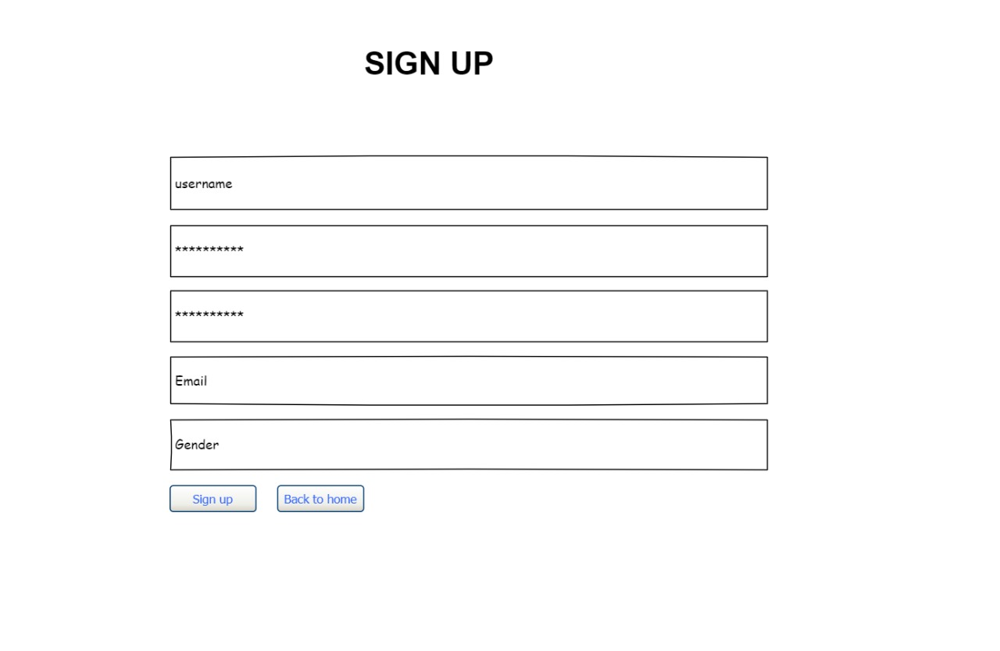 SIGN UP
username
**********
**********
Email
Gender
Sign up
Back to home